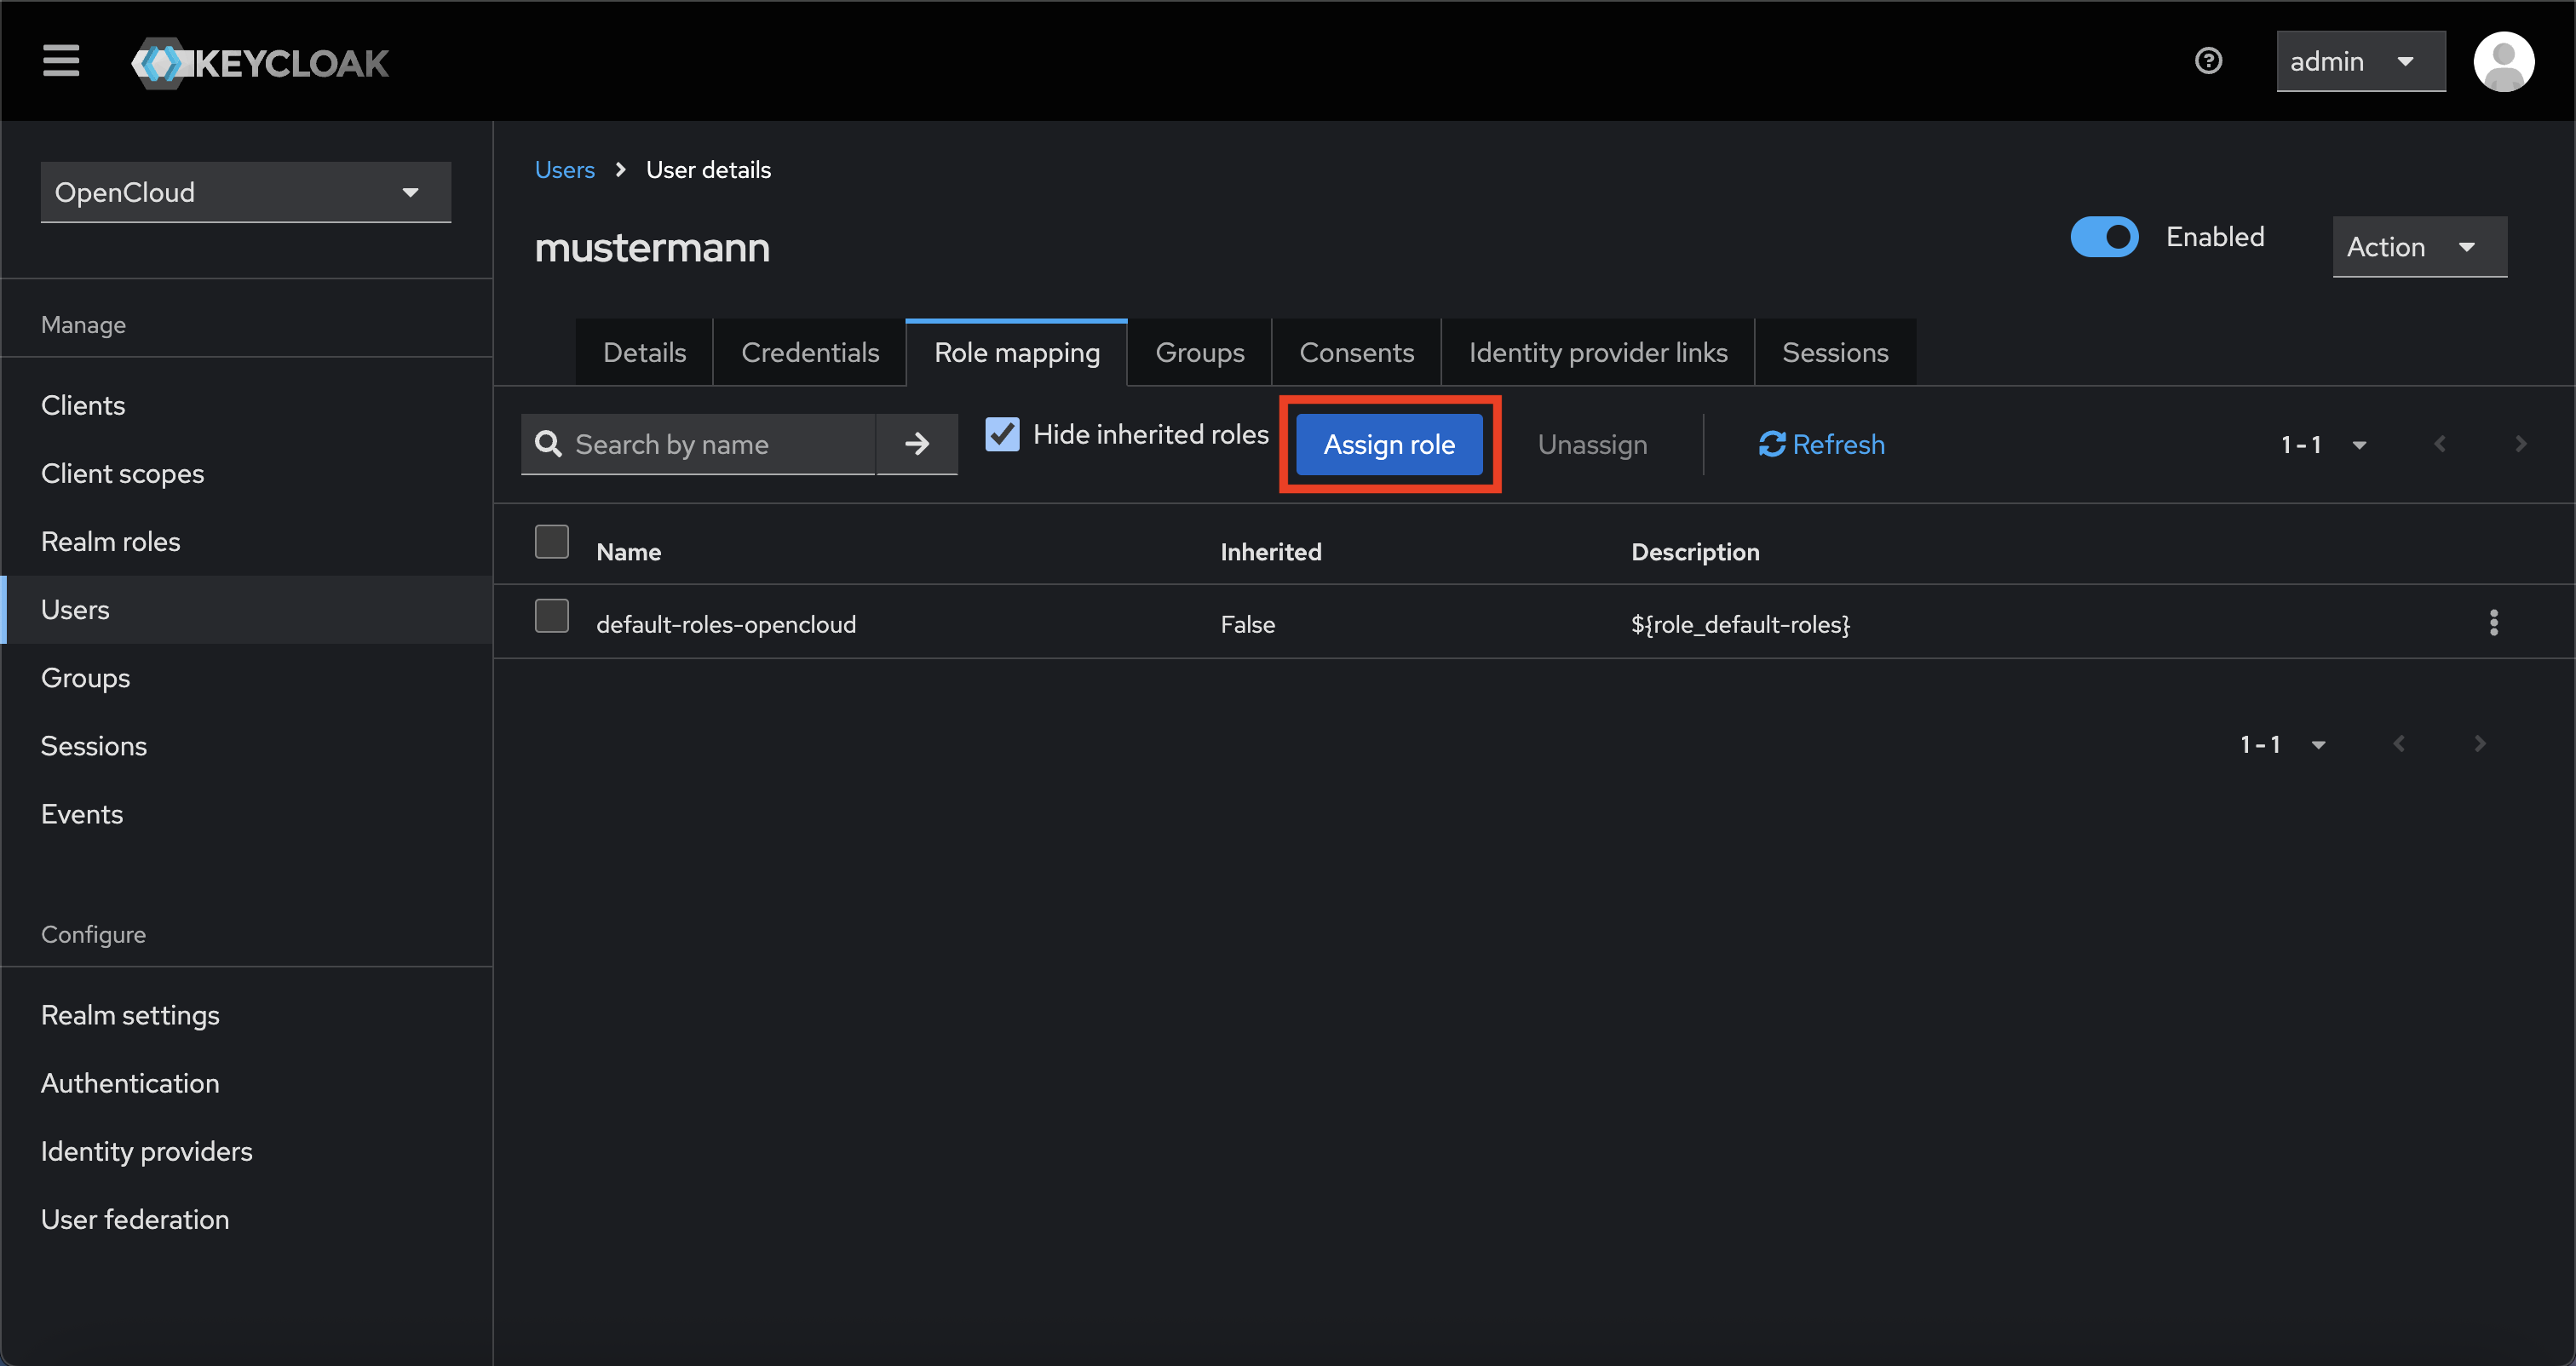 KEYCLOAK
admin
OpenCloud
Manage
Clients
Client scopes
Realm roles
Users
Groups
Sessions
Events
Configure
Realm settings
Authentication
Identity providers
User federation
Users > User details
mustermann
Enabled
Action
Details Credentials Role mapping Groups Consents Identity provider links Sessions
Search by name Hide inherited roles Assign role Unassign Refresh 1 - 1
Name Inherited Description
default-roles-opencloud False ${role_default-roles}
1 - 1